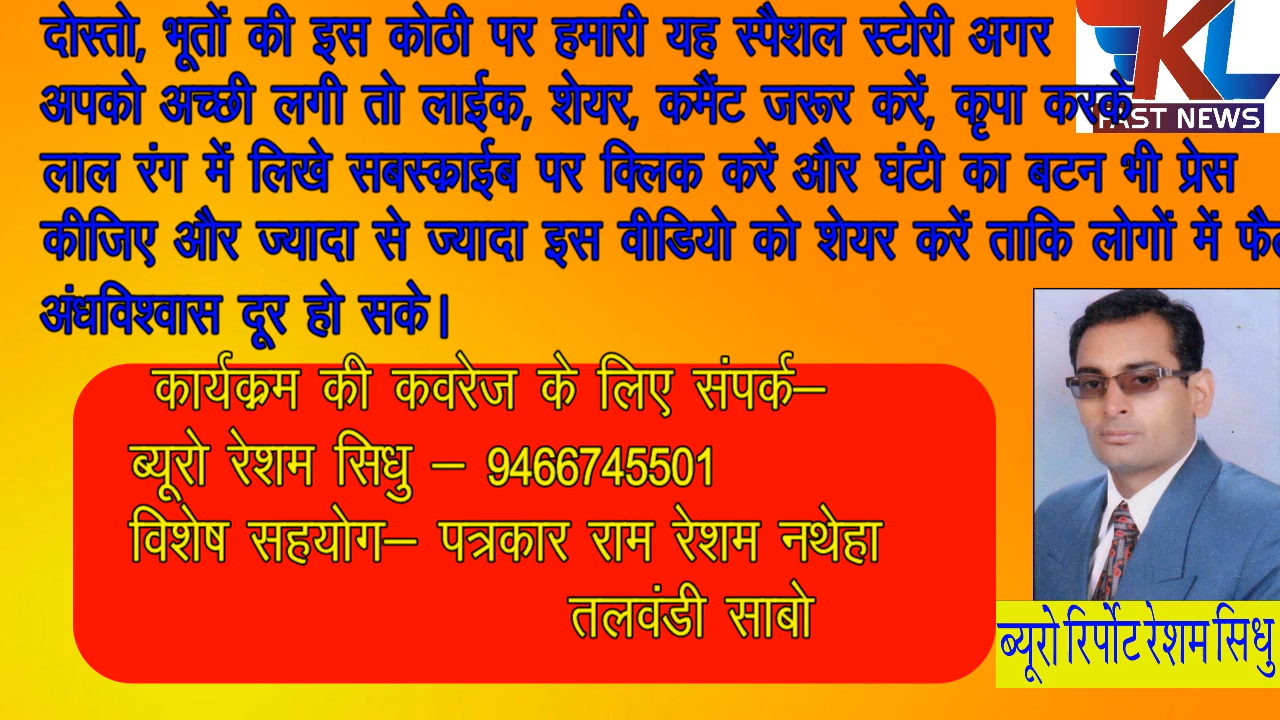 दोस्तो, भूतों की इस कोठी पर हमारी यह स्पैशल स्टोरी अगर
अपको अच्छी लगी तो लाईक, शेयर, कमैंट जरूर करें, कृपा करके
लाल रंग में लिखे सबस्क्राईब पर क्लिक करें और घंटी का बटन भी प्रेस
कीजिए और ज्यादा से ज्यादा इस वीडियो को शेयर करें ताकि लोगों में
अंधविश्वास दूर हो सके।
KL
FAST NEWS
कार्यक्रम की कवरेज के लिए संपर्क–
ब्यूरो रेशम सिधु – 9466745501
विशेष सहयोग– पत्रकार राम रेशम नथेहा
तलवंडी साबो
ब्यूरो रिर्पोट रेशम सिधु